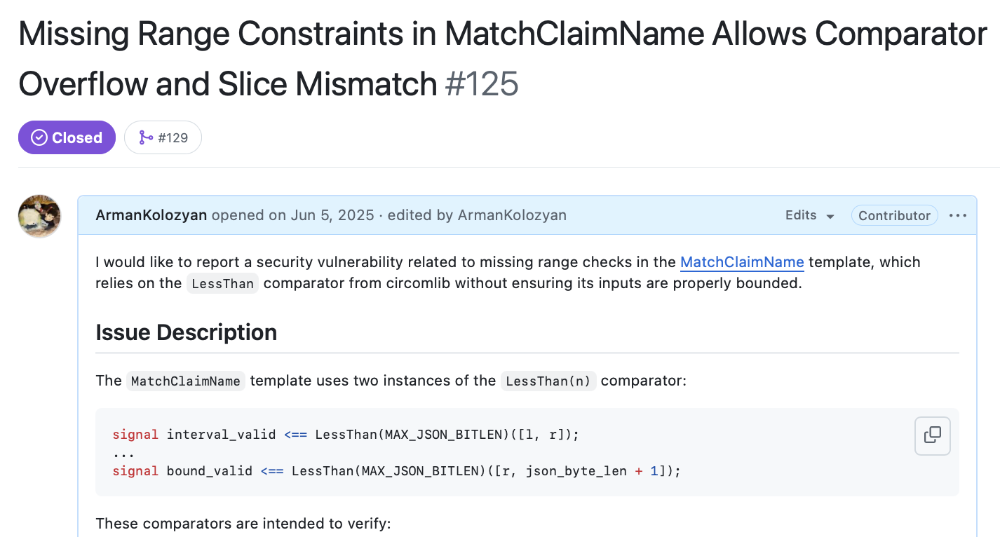 Missing Range Constraints in MatchClaimName Allows Comparator
Overflow and Slice Mismatch #125
Closed #129
ArmanKolozyan opened on Jun 5, 2025 · edited by ArmanKolozyan Edits Contributor
I would like to report a security vulnerability related to missing range checks in the MatchClaimName template, which
relies on the LessThan comparator from circomlib without ensuring its inputs are properly bounded.
Issue Description
The MatchClaimName template uses two instances of the LessThan(n) comparator:
signal interval_valid <== LessThan(MAX_JSON_BITLEN)([l, r]);
...
signal bound_valid <== LessThan(MAX_JSON_BITLEN)([r, json_byte_len + 1]);
These comparators are intended to verify: